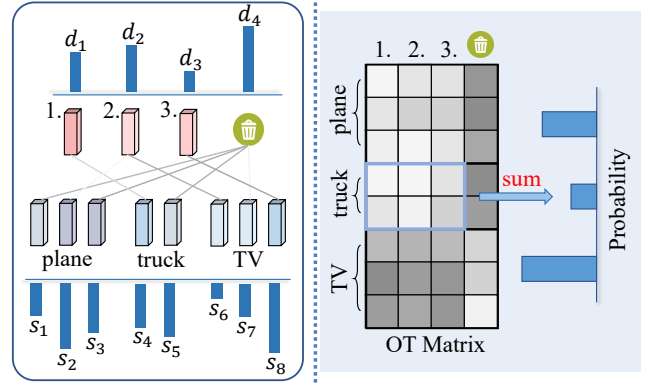 d₁ d₂ d₃ d₄
1. 2. 3.
plane truck TV
s₁ s₂ s₃ s₄ s₅ s₆ s₇ s₈
1. 2. 3.
plane
truck
TV
sum
Probability
OT Matrix